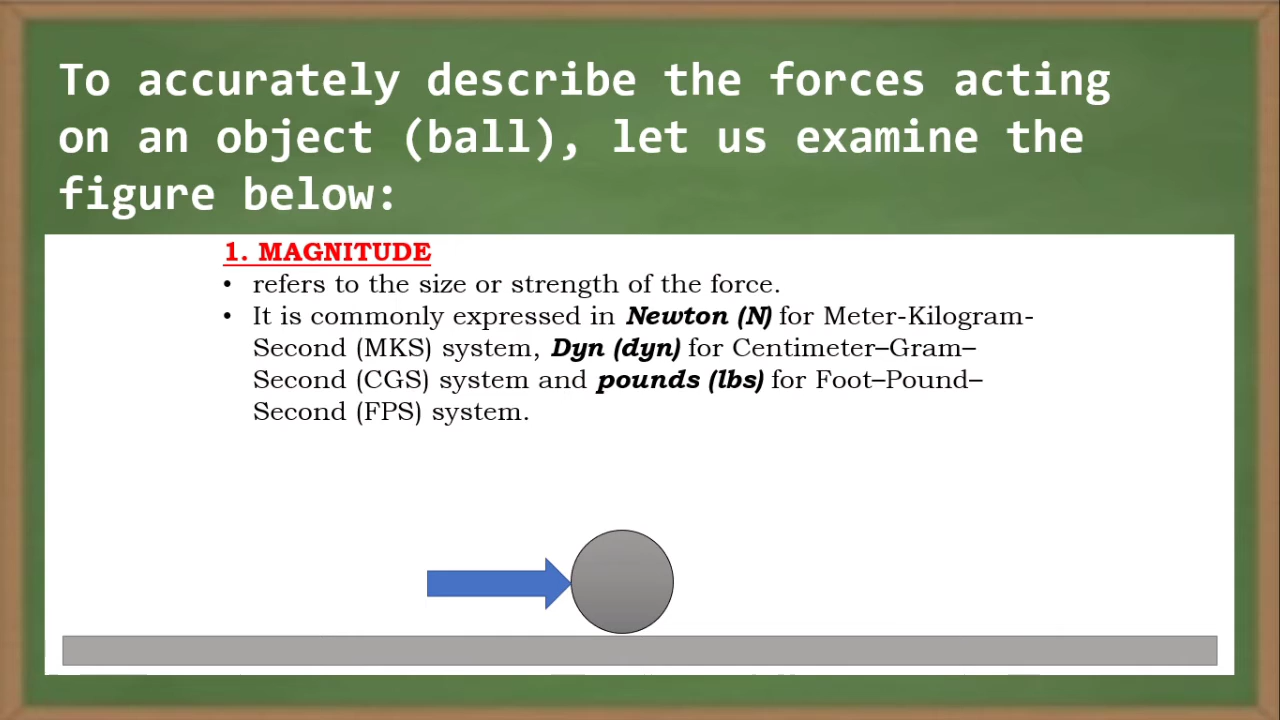 To accurately describe the forces acting
on an object (ball), let us examine the
figure below:
1. MAGNITUDE
• refers to the size or strength of the force.
• It is commonly expressed in Newton (N) for Meter-Kilogram-
Second (MKS) system, Dyn (dyn) for Centimeter–Gram–
Second (CGS) system and pounds (lbs) for Foot–Pound–
Second (FPS) system.